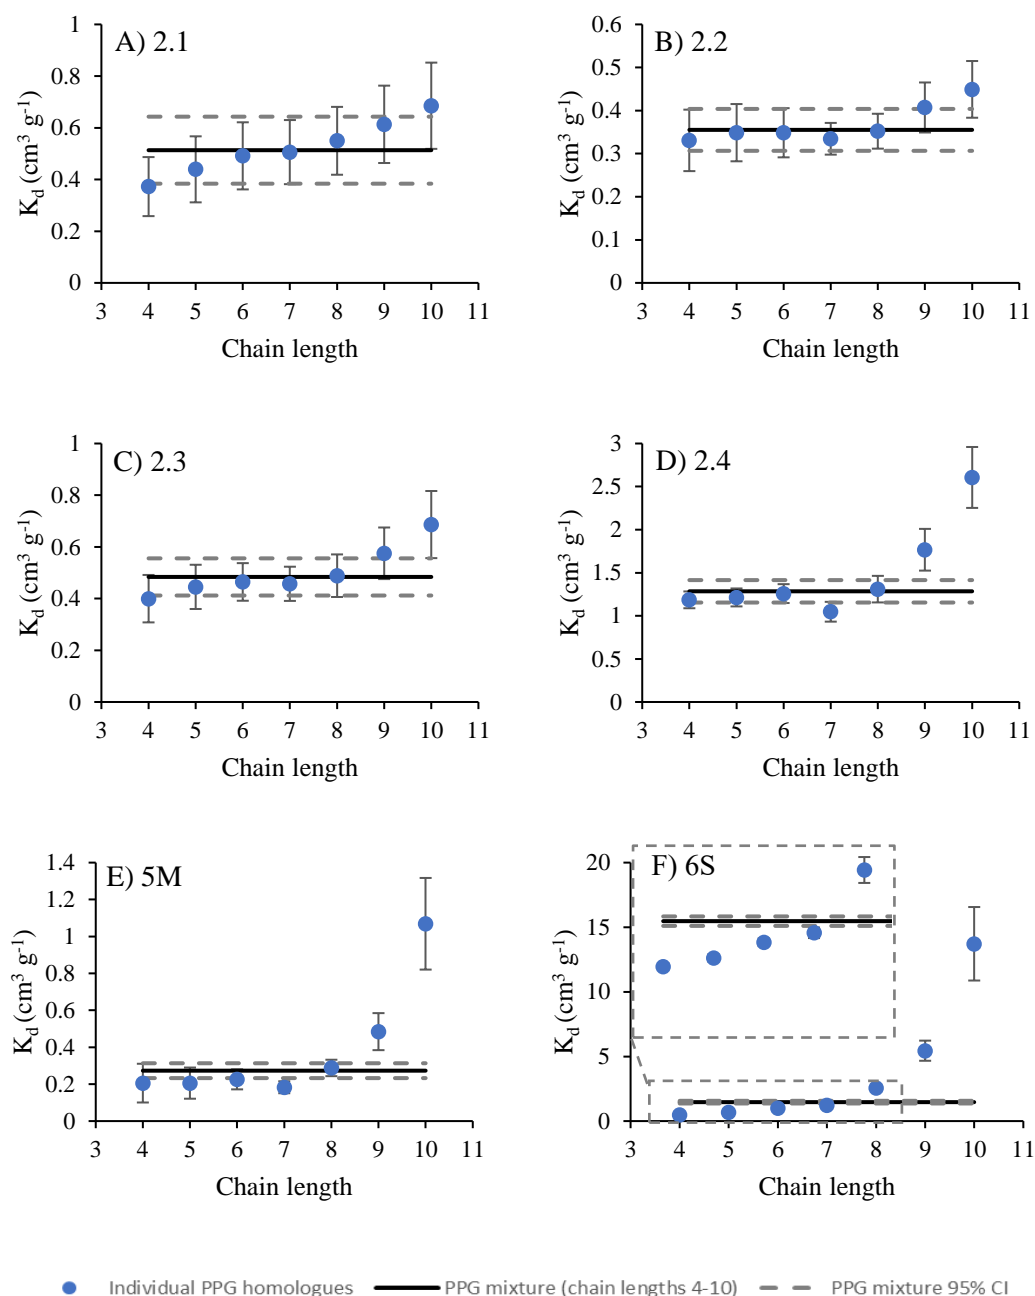 A) 2.1
K_d (cm³ g⁻¹)
1
0.8
0.6
0.4
0.2
0
3 4 5 6 7 8 9 10 11
Chain length
B) 2.2
K_d (cm³ g⁻¹)
0.6
0.5
0.4
0.3
0.2
0.1
0
3 4 5 6 7 8 9 10 11
Chain length
C) 2.3
K_d (cm³ g⁻¹)
1
0.8
0.6
0.4
0.2
0
3 4 5 6 7 8 9 10 11
Chain length
D) 2.4
K_d (cm³ g⁻¹)
3
2.5
2
1.5
1
0.5
0
3 4 5 6 7 8 9 10 11
Chain length
E) 5M
K_d (cm³ g⁻¹)
1.4
1.2
1
0.8
0.6
0.4
0.2
0
3 4 5 6 7 8 9 10 11
Chain length
F) 6S
K_d (cm³ g⁻¹)
20
15
10
5
0
3 4 5 6 7 8 9 10 11
Chain length
Individual PPG homologues PPG mixture (chain lengths 4-10) PPG mixture 95% CI